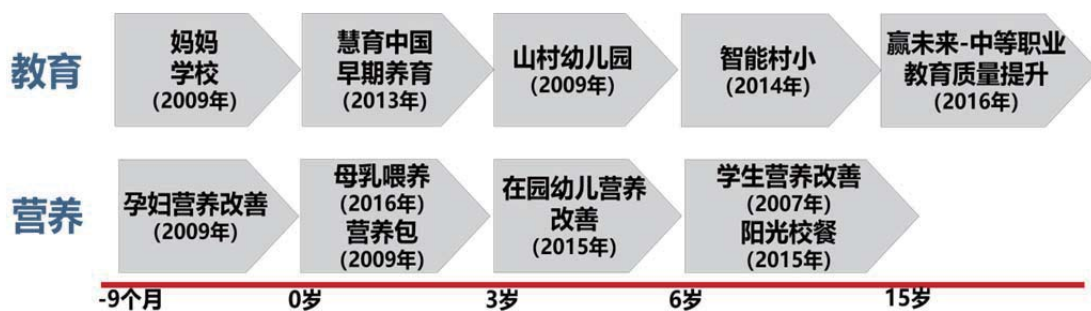 教育
妈妈
学校
(2009年)
慧育中国
早期养育
(2013年)
山村幼儿园
(2009年)
智能村小
(2014年)
赢未来-中等职业
教育质量提升
(2016年)
营养
孕妇营养改善
(2009年)
母乳喂养
(2016年)
营养包
(2009年)
在园幼儿营养
改善
(2015年)
学生营养改善
(2007年)
阳光校餐
(2015年)
-9个月
0岁
3岁
6岁
15岁